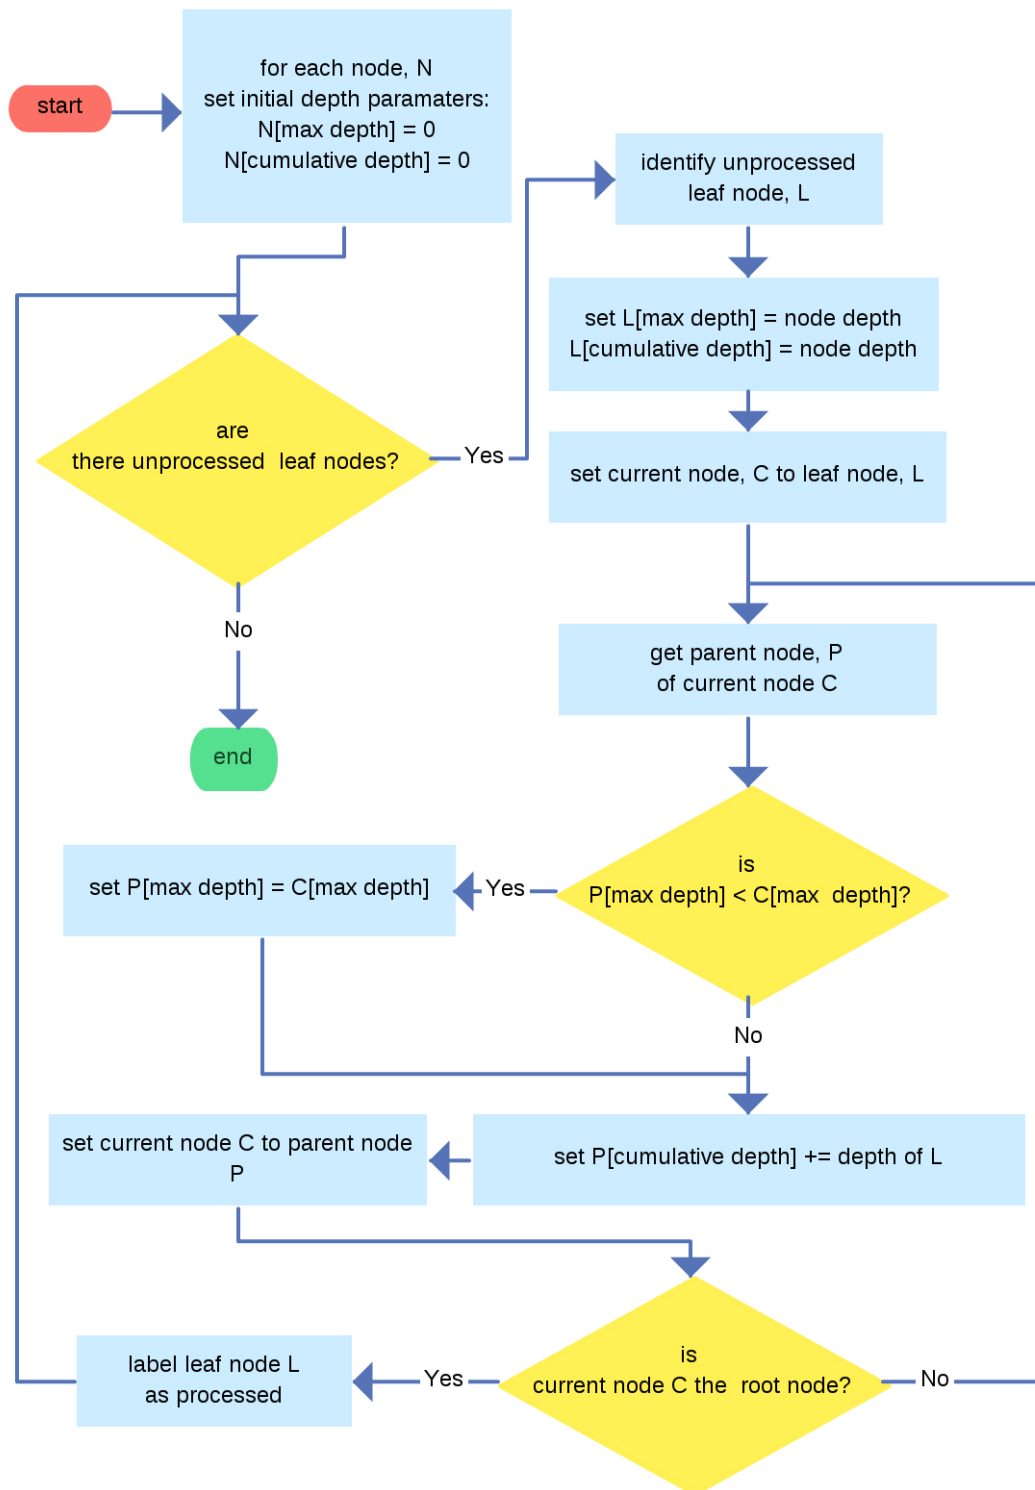 start
for each node, N
set initial depth paramaters:
N[max depth] = 0
N[cumulative depth] = 0
identify unprocessed
leaf node, L
set L[max depth] = node depth
L[cumulative depth] = node depth
are
there unprocessed leaf nodes?
Yes
set current node, C to leaf node, L
No
get parent node, P
of current node C
end
is
P[max depth] < C[max depth]?
Yes
set P[max depth] = C[max depth]
No
set P[cumulative depth] += depth of L
set current node C to parent node
P
is
current node C the root node?
Yes
No
label leaf node L
as processed